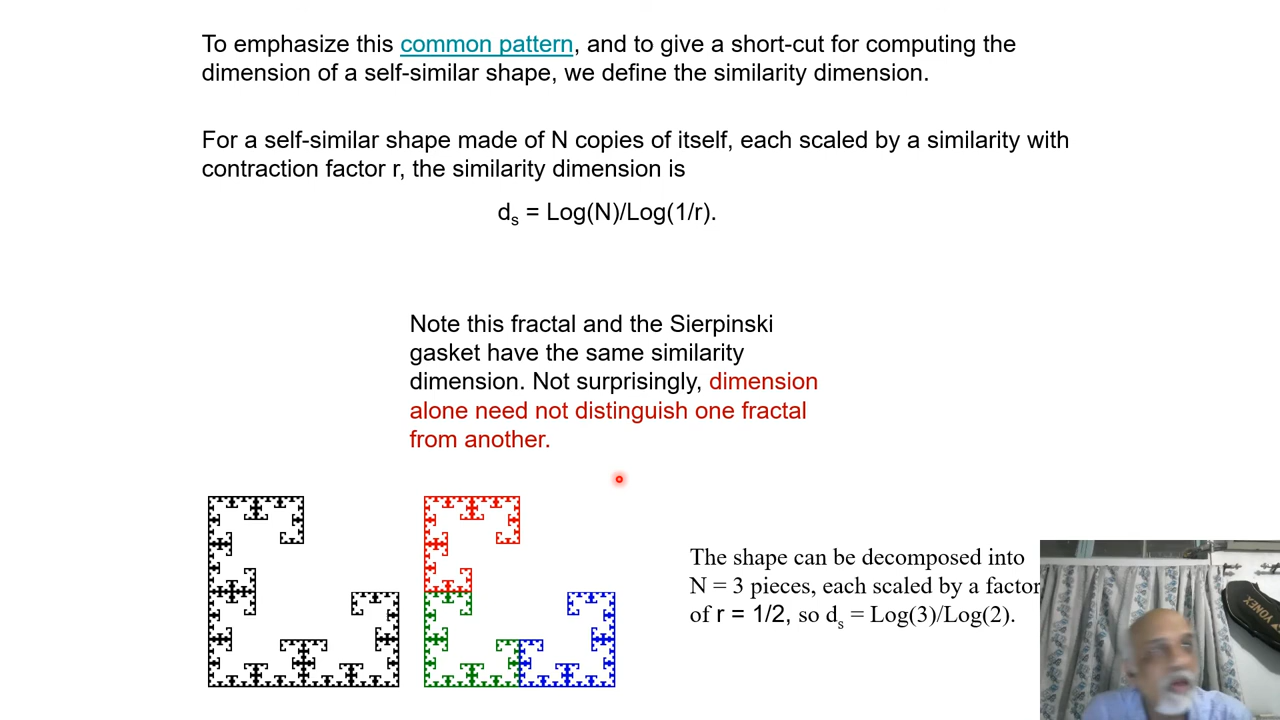 To emphasize this common pattern, and to give a short-cut for computing the
dimension of a self-similar shape, we define the similarity dimension.
For a self-similar shape made of N copies of itself, each scaled by a similarity with
contraction factor r, the similarity dimension is
ds = Log(N)/Log(1/r).
Note this fractal and the Sierpinski
gasket have the same similarity
dimension. Not surprisingly, dimension
alone need not distinguish one fractal
from another.
The shape can be decomposed into
N = 3 pieces, each scaled by a factor
of r = 1/2, so ds = Log(3)/Log(2).
YONEX